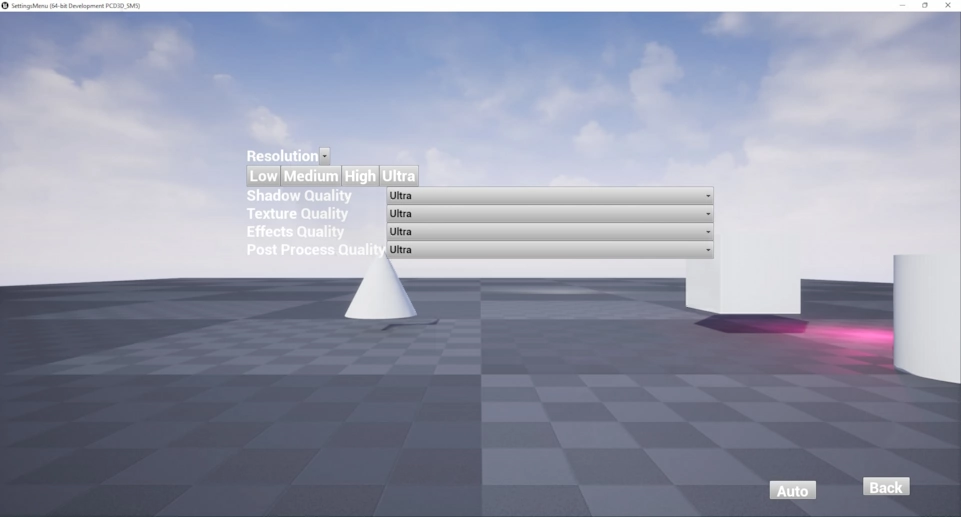 SettingsMenu (64-bit Development PCD3D_SM5)
Resolution
Low Medium High Ultra
Shadow Quality Ultra
Texture Quality Ultra
Effects Quality Ultra
Post Process Quality Ultra
Auto Back